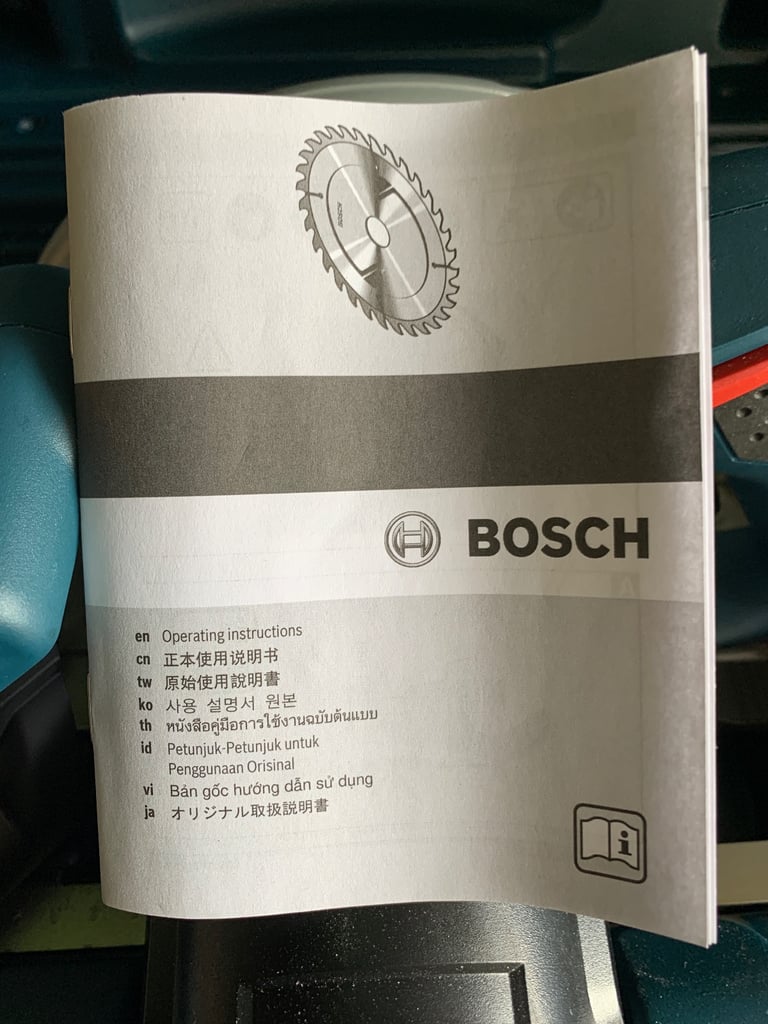 BOSCH
BOSCH
en Operating instructions
cn 正本使用说明书
tw 原始使用說明書
ko 사용 설명서 원본
th หนังสือคู่มือการใช้งานฉบับต้นแบบ
id Petunjuk-Petunjuk untuk
Penggunaan Orisinal
vi Bản gốc hướng dẫn sử dụng
ja オリジナル取扱説明書
i